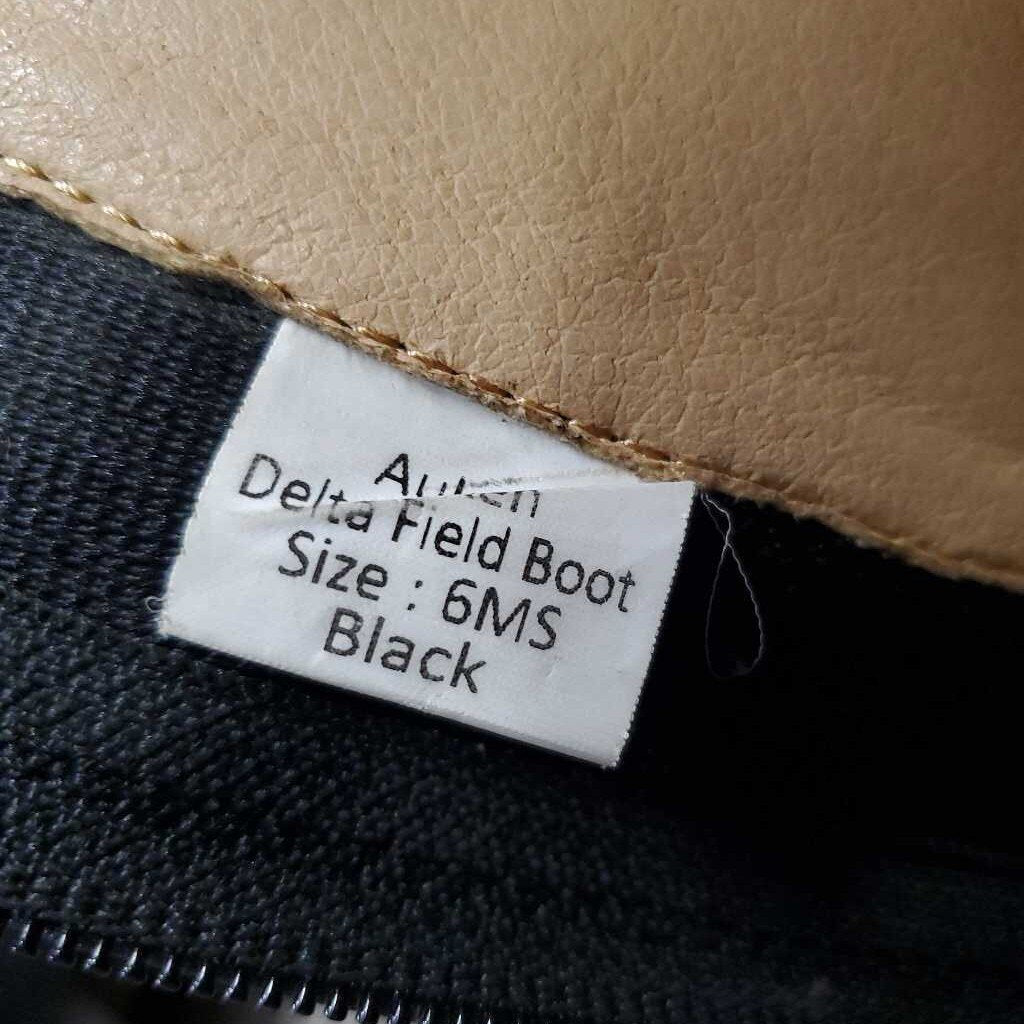 Delta Field Boot
Size : 6MS
Black